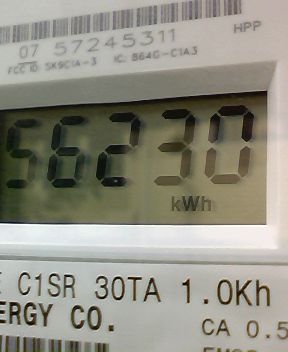 07 57245311
HPP
FCC ID: SK9C1A-3 IC: 864G-C1A3
56230
kWh
C1SR 30TA 1.0Kh
ERGY CO.
CA 0.5